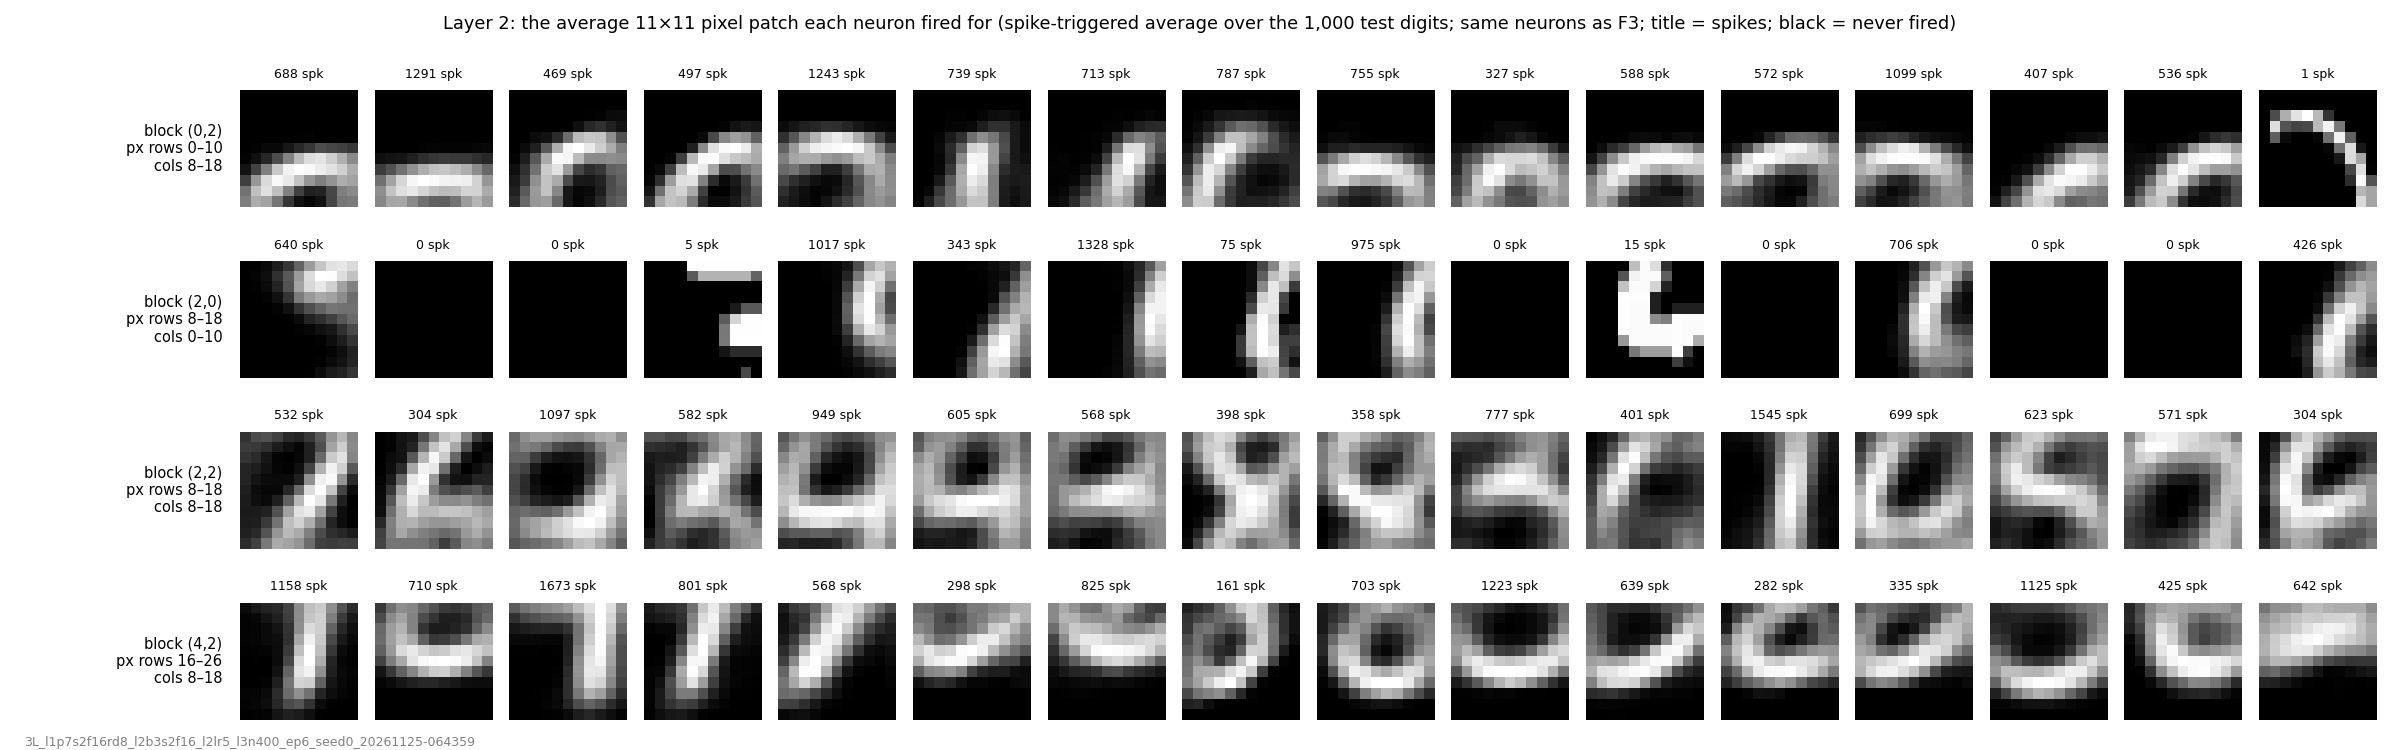 Layer 2: the average 11×11 pixel patch each neuron fired for (spike-triggered average over the 1,000 test digits; same neurons as F3; title = spikes; black = never fired)
688 spk 1291 spk 469 spk 497 spk 1243 spk 739 spk 713 spk 787 spk 755 spk 327 spk 588 spk 572 spk 1099 spk 407 spk 536 spk 1 spk
block (0,2)
px rows 0–10
cols 8–18
640 spk 0 spk 0 spk 5 spk 1017 spk 343 spk 1328 spk 75 spk 975 spk 0 spk 15 spk 0 spk 706 spk 0 spk 0 spk 426 spk
block (2,0)
px rows 8–18
cols 0–10
532 spk 304 spk 1097 spk 582 spk 949 spk 605 spk 568 spk 398 spk 358 spk 777 spk 401 spk 1545 spk 699 spk 623 spk 571 spk 304 spk
block (2,2)
px rows 8–18
cols 8–18
1158 spk 710 spk 1673 spk 801 spk 568 spk 298 spk 825 spk 161 spk 703 spk 1223 spk 639 spk 282 spk 335 spk 1125 spk 425 spk 642 spk
block (4,2)
px rows 16–26
cols 8–18
3L_l1p7s2f16rd8_l2b3s2f16_l2lr5_l3n400_ep6_seed0_20261125-064359